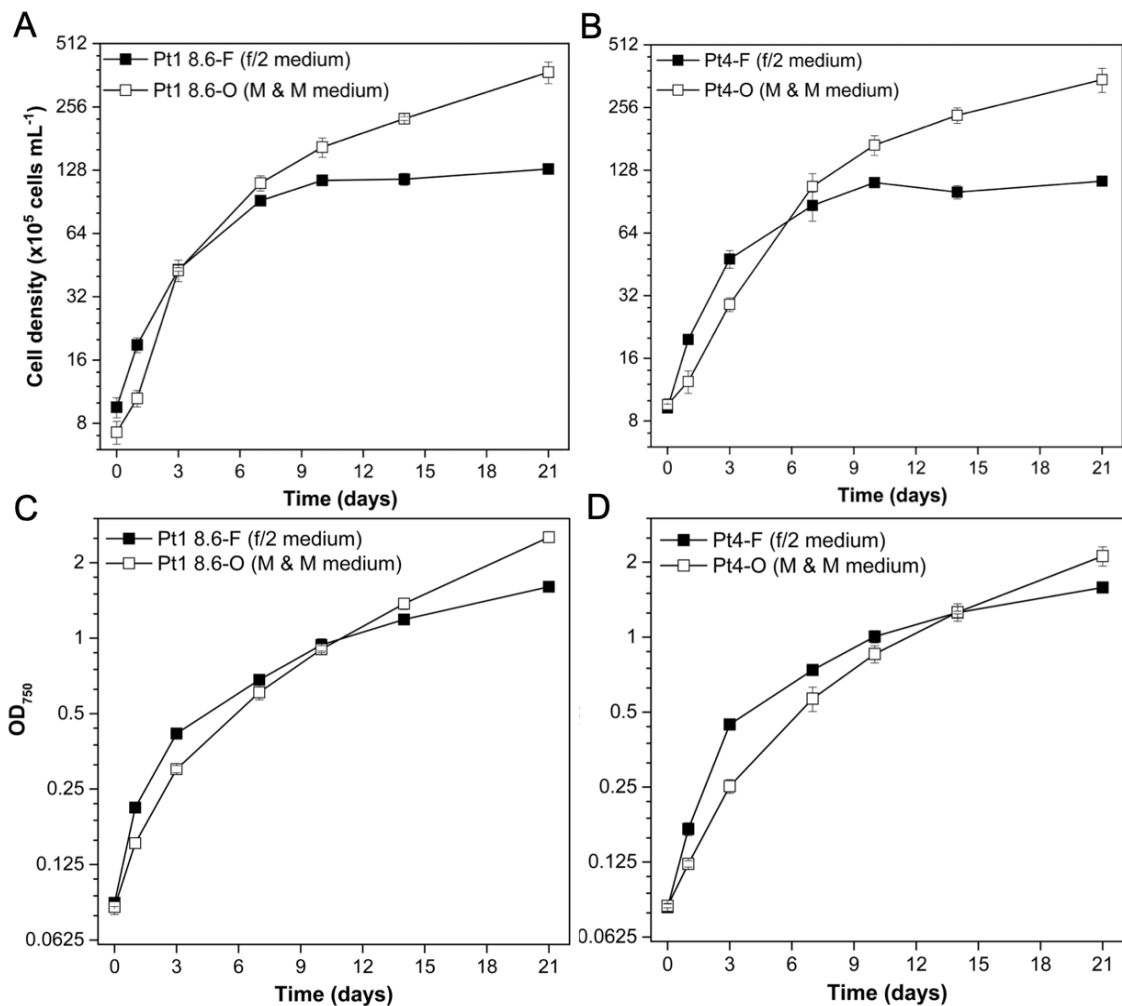 A
512
256
128
64
32
16
8
Cell density (x10⁵ cells mL⁻¹)
Pt1 8.6-F (f/2 medium)
Pt1 8.6-O (M & M medium)
0 3 6 9 12 15 18 21
Time (days)
B
512
256
128
64
32
16
8
Pt4-F (f/2 medium)
Pt4-O (M & M medium)
0 3 6 9 12 15 18 21
Time (days)
C
2
1
0.5
0.25
0.125
0.0625
OD₇₅₀
Pt1 8.6-F (f/2 medium)
Pt1 8.6-O (M & M medium)
0 3 6 9 12 15 18 21
Time (days)
D
2
1
0.5
0.25
0.125
0.0625
Pt4-F (f/2 medium)
Pt4-O (M & M medium)
0 3 6 9 12 15 18 21
Time (days)